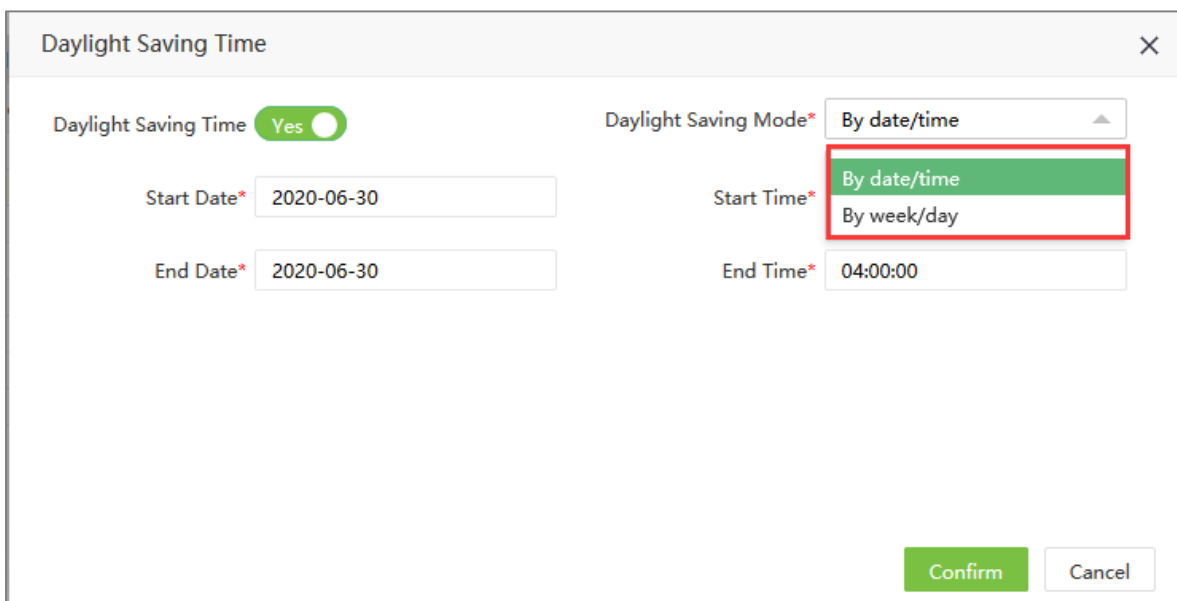 Daylight Saving Time
Daylight Saving Time Yes Daylight Saving Mode* By date/time
By date/time
Start Date* 2020-06-30 Start Time*
By week/day
End Date* 2020-06-30 End Time* 04:00:00
Confirm Cancel